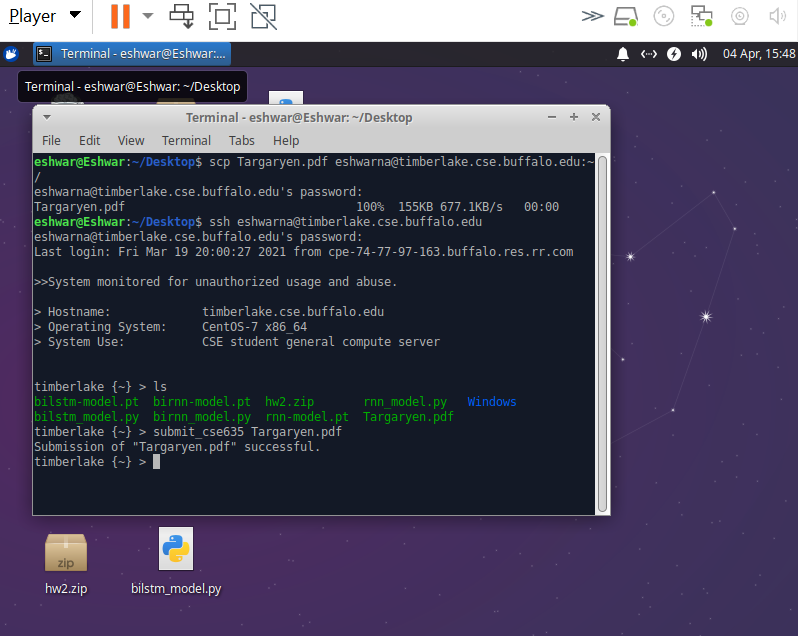 Player
Terminal - eshwar@Eshwar:...
04 Apr, 15:48
Terminal - eshwar@Eshwar: ~/Desktop
Terminal - eshwar@Eshwar: ~/Desktop
File Edit View Terminal Tabs Help
eshwar@Eshwar:~/Desktop$ scp Targaryen.pdf eshwarna@timberlake.cse.buffalo.edu:~
/
eshwarna@timberlake.cse.buffalo.edu's password:
Targaryen.pdf 100% 155KB 677.1KB/s 00:00
eshwar@Eshwar:~/Desktop$ ssh eshwarna@timberlake.cse.buffalo.edu
eshwarna@timberlake.cse.buffalo.edu's password:
Last login: Fri Mar 19 20:00:27 2021 from cpe-74-77-97-163.buffalo.res.rr.com
>>System monitored for unauthorized usage and abuse.
> Hostname: timberlake.cse.buffalo.edu
> Operating System: CentOS-7 x86_64
> System Use: CSE student general compute server
timberlake {~} > ls
bilstm-model.pt birnn-model.pt hw2.zip rnn_model.py Windows
bilstm_model.py birnn_model.py rnn-model.pt Targaryen.pdf
timberlake {~} > submit_cse635 Targaryen.pdf
Submission of "Targaryen.pdf" successful.
timberlake {~} >
zip
hw2.zip
bilstm_model.py